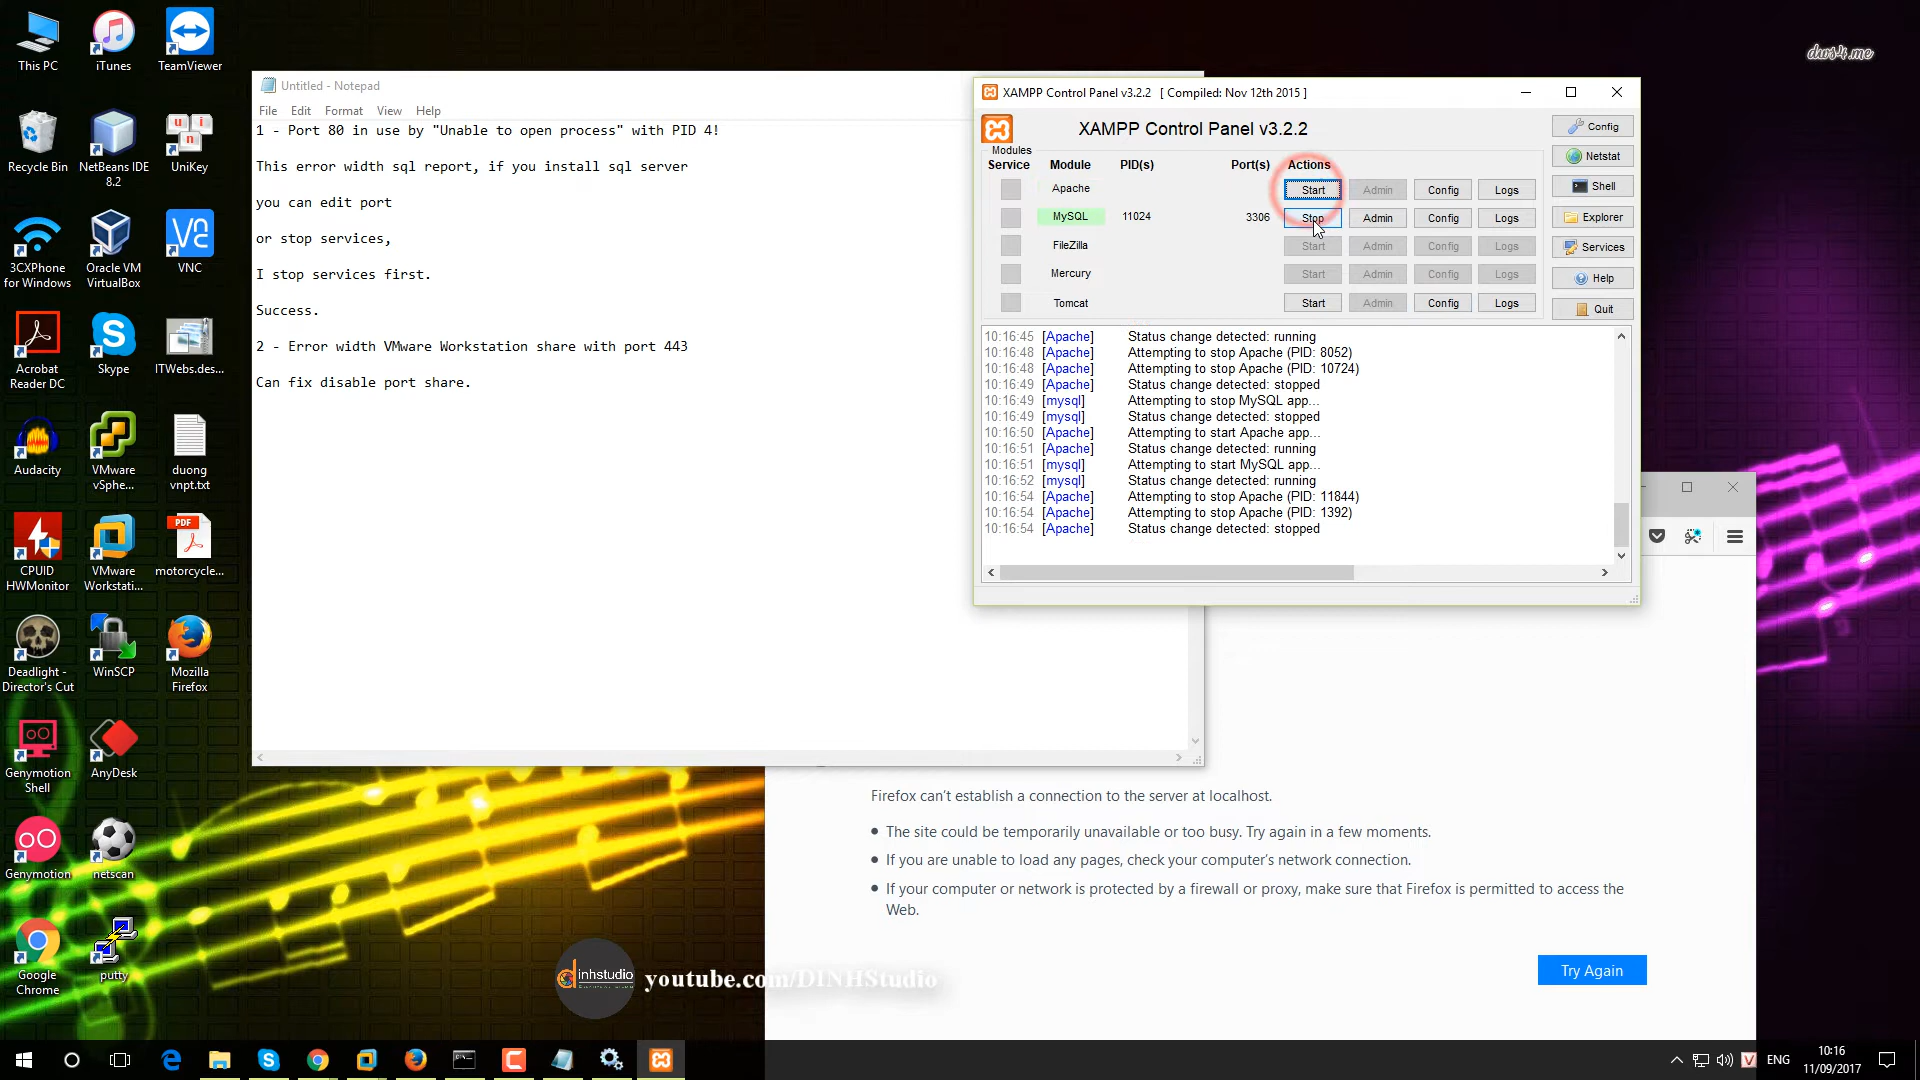 This PC
iTunes
TeamViewer
Recycle Bin
NetBeans IDE
8.2
UniKey
3CXPhone
for Windows
Oracle VM
VirtualBox
VNC
Acrobat
Reader DC
Skype
ITWebs.des...
Audacity
VMware
vSphe...
duong
vnpt.txt
CPUID
HWMonitor
VMware
Workstati...
PDF
motorcycle...
Deadlight -
Director's Cut
WinSCP
Mozilla
Firefox
Genymotion
Shell
AnyDesk
Genymotion
netscan
Google
Chrome
putty
dws4.me
Untitled - Notepad
File Edit Format View Help
1 - Port 80 in use by "Unable to open process" with PID 4!
This error width sql report, if you install sql server
you can edit port
or stop services,
I stop services first.
Success.
2 - Error width VMware Workstation share with port 443
Can fix disable port share.
XAMPP Control Panel v3.2.2 [ Compiled: Nov 12th 2015 ]
XAMPP Control Panel v3.2.2
Config
Modules
Service Module PID(s) Port(s) Actions
Netstat
Apache Start Admin Config Logs
Shell
MySQL 11024 3306 Stop Admin Config Logs
Explorer
FileZilla Start Admin Config Logs
Services
Mercury Start Admin Config Logs
Help
Tomcat Start Admin Config Logs
Quit
10:16:45 [Apache] Status change detected: running
10:16:48 [Apache] Attempting to stop Apache (PID: 8052)
10:16:48 [Apache] Attempting to stop Apache (PID: 10724)
10:16:49 [Apache] Status change detected: stopped
10:16:49 [mysql] Attempting to stop MySQL app...
10:16:49 [mysql] Status change detected: stopped
10:16:50 [Apache] Attempting to start Apache app...
10:16:51 [Apache] Status change detected: running
10:16:51 [mysql] Attempting to start MySQL app...
10:16:52 [mysql] Status change detected: running
10:16:54 [Apache] Attempting to stop Apache (PID: 11844)
10:16:54 [Apache] Attempting to stop Apache (PID: 1392)
10:16:54 [Apache] Status change detected: stopped
Firefox can't establish a connection to the server at localhost.
The site could be temporarily unavailable or too busy. Try again in a few moments.
If you are unable to load any pages, check your computer's network connection.
If your computer or network is protected by a firewall or proxy, make sure that Firefox is permitted to access the
Web.
Try Again
dinhstudio
youtube.com/DINHStudio
ENG
10:16
11/09/2017